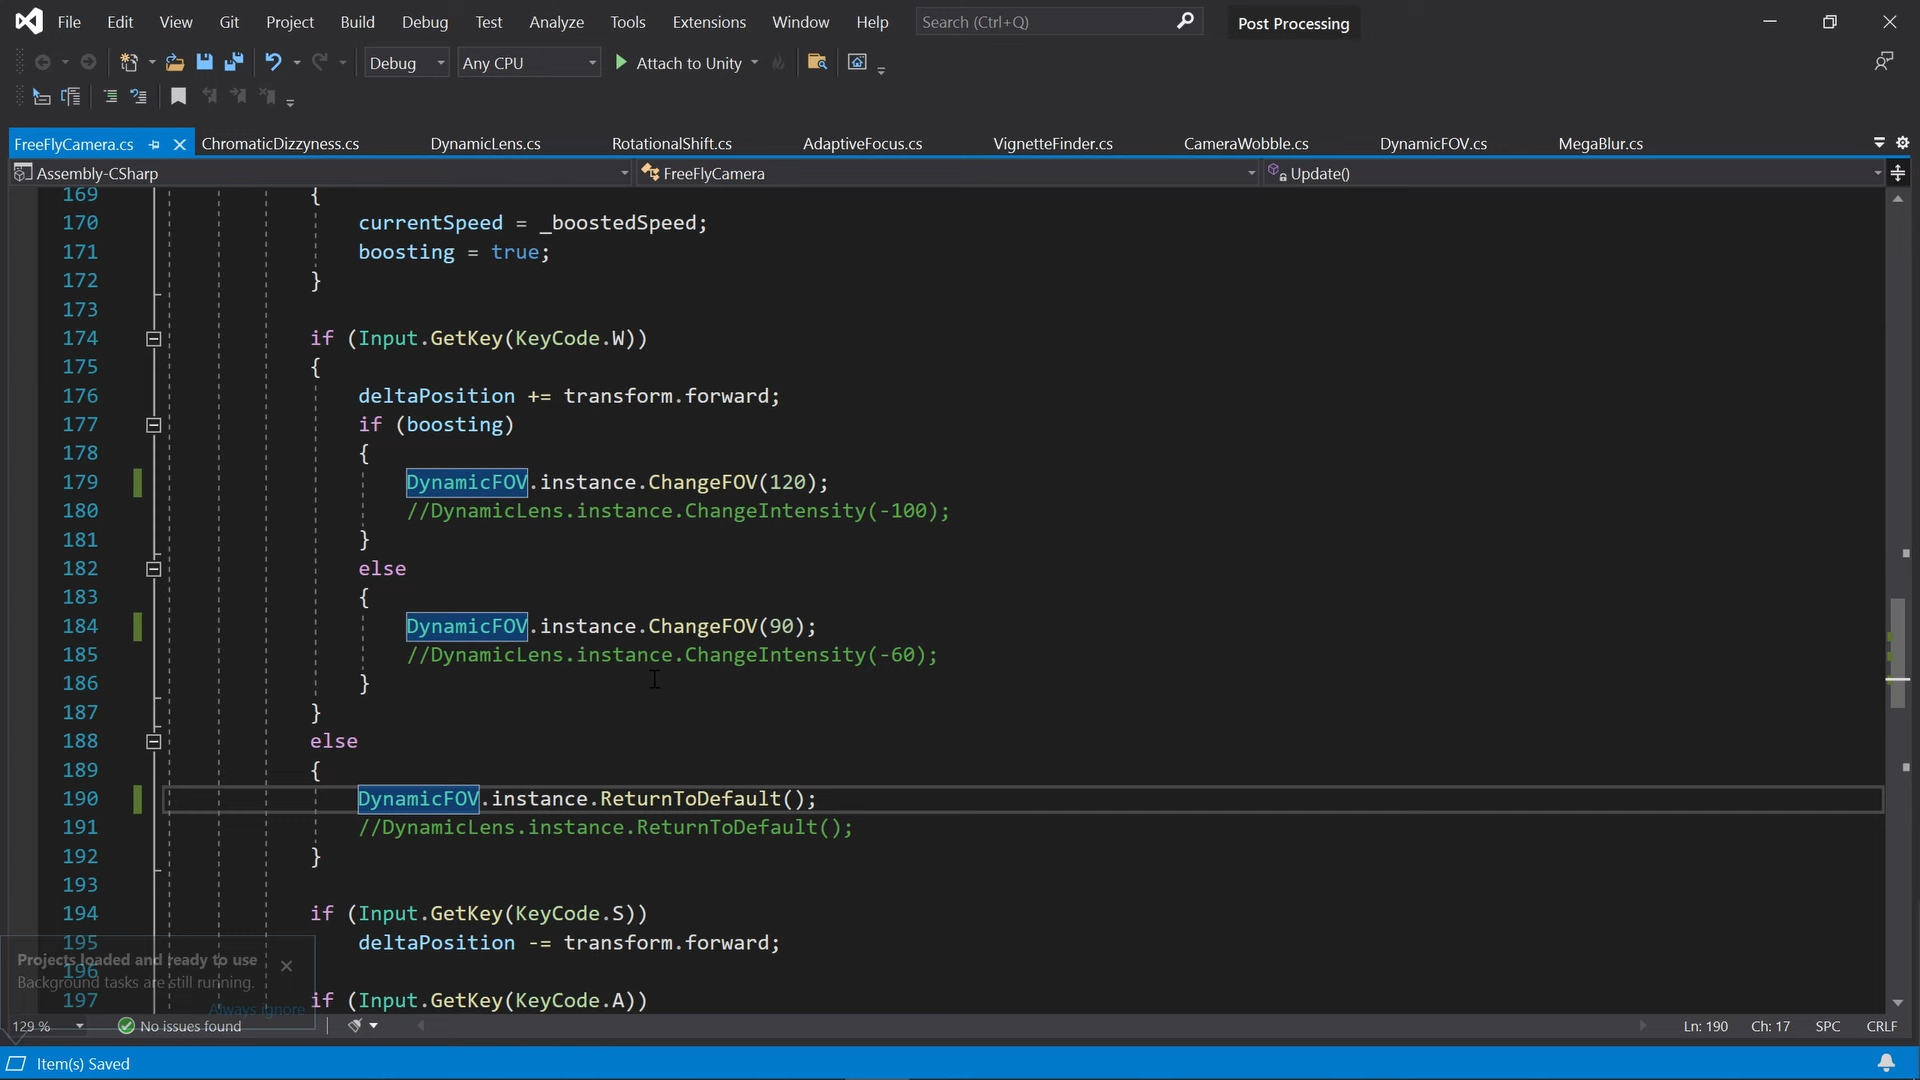 File Edit View Git Project Build Debug Test Analyze Tools Extensions Window Help Search (Ctrl+Q) Post Processing
Debug Any CPU Attach to Unity
FreeFlyCamera.cs ChromaticDizzyness.cs DynamicLens.cs RotationalShift.cs AdaptiveFocus.cs VignetteFinder.cs CameraWobble.cs DynamicFOV.cs MegaBlur.cs
Assembly-CSharp FreeFlyCamera Update()
169 {
170 currentSpeed = _boostedSpeed;
171 boosting = true;
172 }
173
174 if (Input.GetKey(KeyCode.W))
175 {
176 deltaPosition += transform.forward;
177 if (boosting)
178 {
179 DynamicFOV.instance.ChangeFOV(120);
180 //DynamicLens.instance.ChangeIntensity(-100);
181 }
182 else
183 {
184 DynamicFOV.instance.ChangeFOV(90);
185 //DynamicLens.instance.ChangeIntensity(-60);
186 }
187 }
188 else
189 {
190 DynamicFOV.instance.ReturnToDefault();
191 //DynamicLens.instance.ReturnToDefault();
192 }
193
194 if (Input.GetKey(KeyCode.S))
195 deltaPosition -= transform.forward;
Projects loaded and ready to use
196
Background tasks are still running.
197 if (Input.GetKey(KeyCode.A))
Always ignore
129 % No issues found Ln: 190 Ch: 17 SPC CRLF
Item(s) Saved